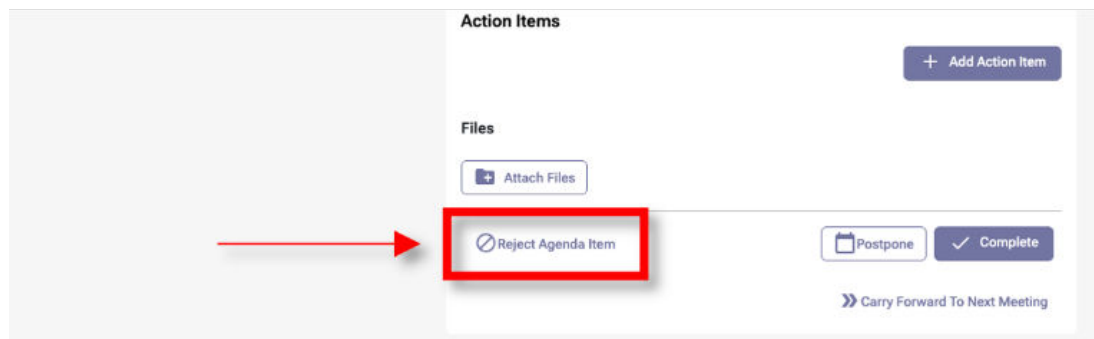 Action Items
+ Add Action Item
Files
Attach Files
Reject Agenda Item
Postpone
Complete
Carry Forward To Next Meeting